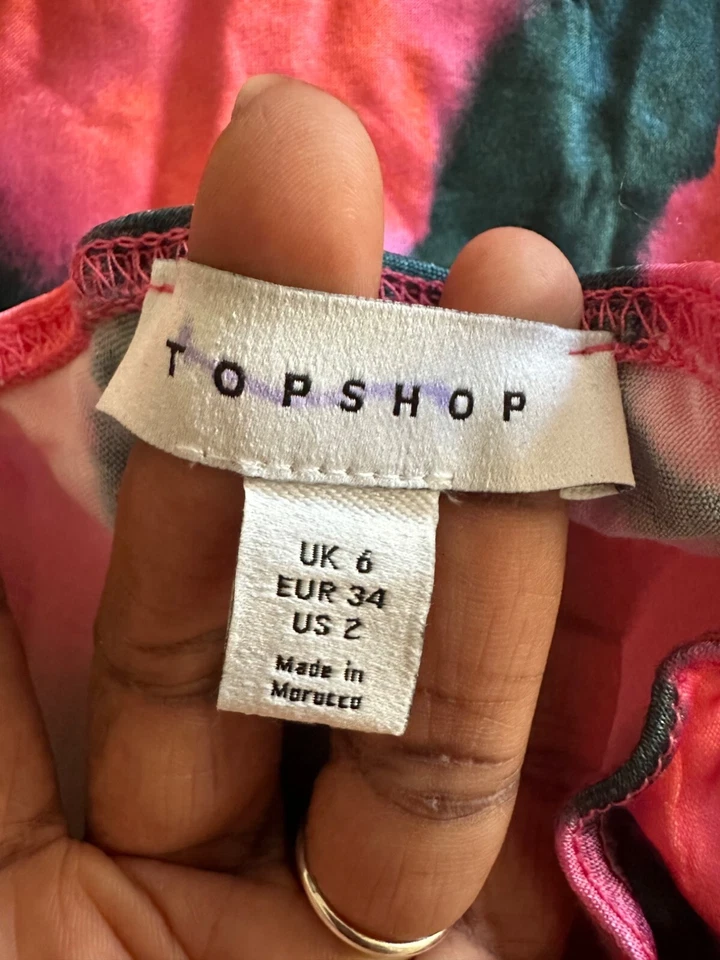 TOPSHOP
UK 6
EUR 34
US 2
Made in
Morocco